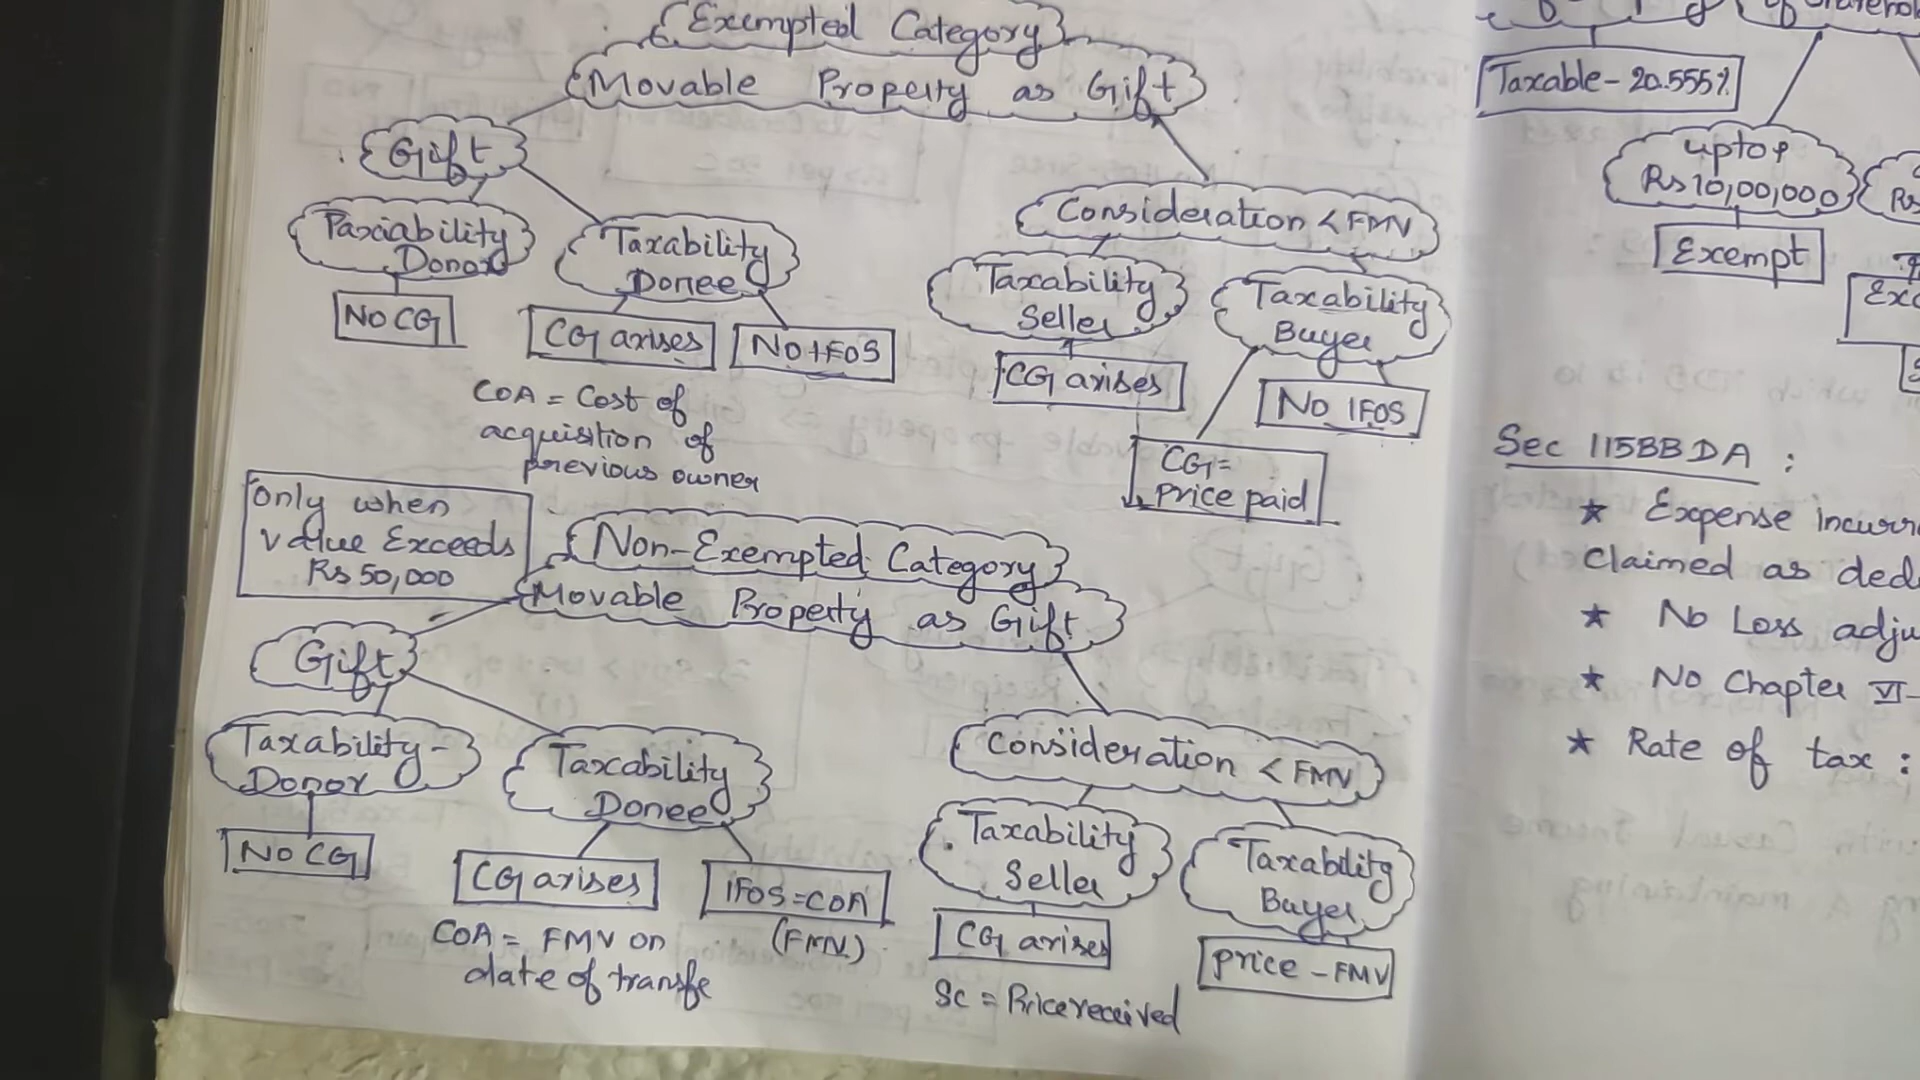 Exempted Category
Movable Property as Gift
Gift
Paxiability
Donor
NO CG
Taxability
Donee
CG arises
NO IFOS
COA = Cost of
acquisition of
previous owner
Consideration < FMV
Taxability
Seller
CG arises
Taxability
Buyer
No IFOS
CG =
Price paid
only when
value Exceeds
Rs 50,000
Non-Exempted Category
Movable Property as Gift
Gift
Taxability-
Donor
NO CG
Taxability
Donee
CG arises
COA = FMV on
date of transfe
IFOS = COA
(FMV)
Consideration < FMV
Taxability
Seller
CG arises
SC = Price received
Taxability
Buyer
Price - FMV
Taxable - 20.555%
upto
Rs 10,00,000
Rs
Exempt
Sec 115BBDA :
★ Expense incurr
Claimed as ded
★ No Loss adju
★ NO Chapter VI-
★ Rate of tax :